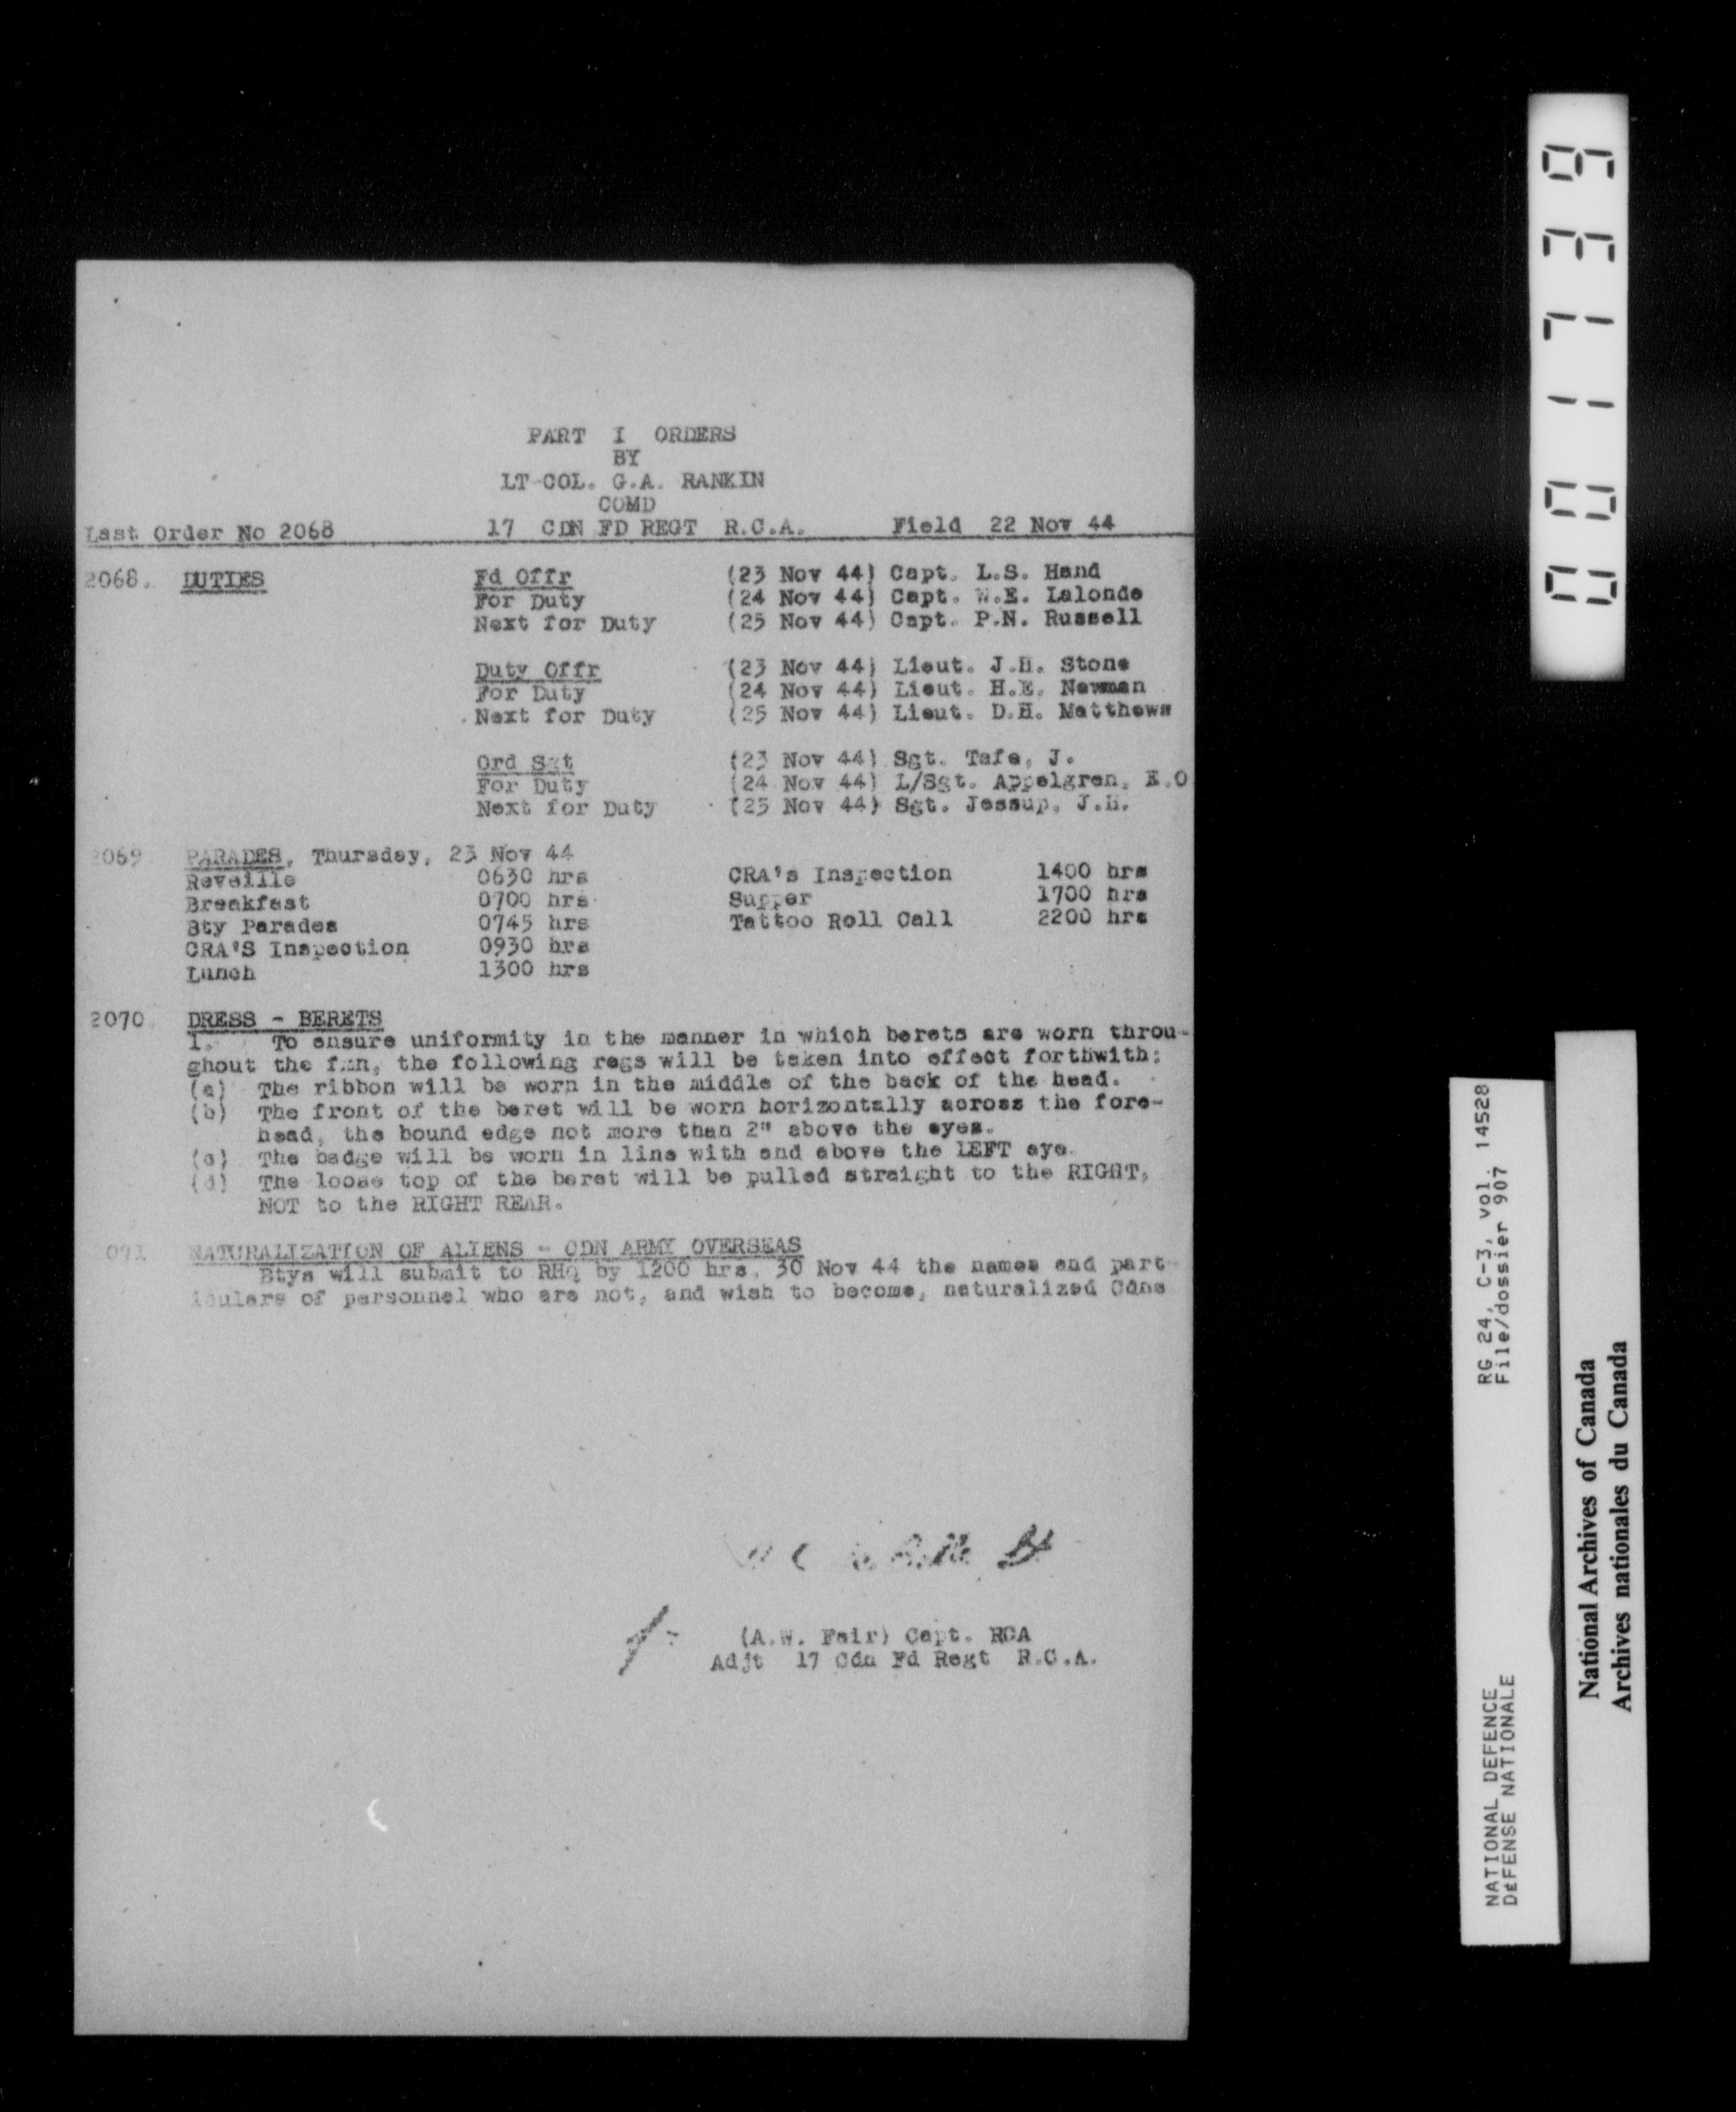 PART I ORDERS
BY
LT-COL. G.A. RANKIN
COMD
Last Order No 2068 17 CDN FD REGT R.C.A. Field 22 Nov 44
2068. DUTIES Fd Offr (23 Nov 44) Capt. L.S. Hand
For Duty (24 Nov 44) Capt. W.E. Lalonde
Next for Duty (25 Nov 44) Capt. P.N. Russell
Duty Offr (23 Nov 44) Lieut. J.H. Stone
For Duty (24 Nov 44) Lieut. H.E. Newman
Next for Duty (25 Nov 44) Lieut. D.H. Matthews
Ord Sgt (23 Nov 44) Sgt. Tafe, J.
For Duty (24 Nov 44) L/Sgt. Appelgren, E.O
Next for Duty (25 Nov 44) Sgt. Jessup, J.H.
2069 PARADES, Thursday, 23 Nov 44
Reveille 0630 hrs CRA's Inspection 1400 hrs
Breakfast 0700 hrs Supper 1700 hrs
Bty Parades 0745 hrs Tattoo Roll Call 2200 hrs
CRA'S Inspection 0930 hrs
Lunch 1300 hrs
2070 DRESS - BERETS
1. To ensure uniformity in the manner in which berets are worn throu-
ghout the fmn, the following regs will be taken into effect forthwith:
(a) The ribbon will be worn in the middle of the back of the head.
(b) The front of the beret will be worn horizontally across the fore-
head, the bound edge not more than 2" above the eyes.
(c) The badge will be worn in line with and above the LEFT eye.
(d) The loose top of the beret will be pulled straight to the RIGHT,
NOT to the RIGHT REAR.
071 NATURALIZATION OF ALIENS - CDN ARMY OVERSEAS
Btys will submit to RHQ by 1200 hrs, 30 Nov 44 the names and part-
iculars of personnel who are not, and wish to become, naturalized Cdns
(A.W. Fair) Capt. RCA
Adjt 17 Cdn Fd Regt R.C.A.
001739
RG 24, C-3, vol. 14528
File/dossier 907
NATIONAL DEFENCE
DÉFENSE NATIONALE
National Archives of Canada
Archives nationales du Canada